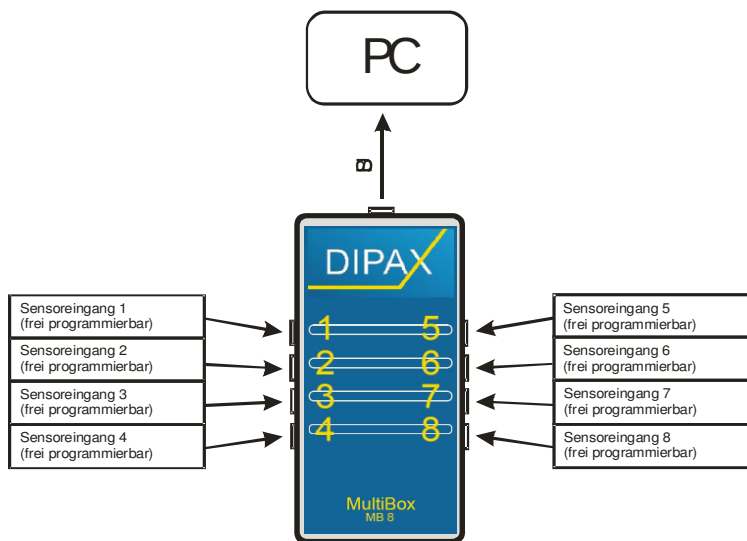 PC
DIPAX
Sensoreingang 1
(frei programmierbar)
Sensoreingang 2
(frei programmierbar)
Sensoreingang 3
(frei programmierbar)
Sensoreingang 4
(frei programmierbar)
1 5
2 6
3 7
4 8
Sensoreingang 5
(frei programmierbar)
Sensoreingang 6
(frei programmierbar)
Sensoreingang 7
(frei programmierbar)
Sensoreingang 8
(frei programmierbar)
MultiBox
MB 8